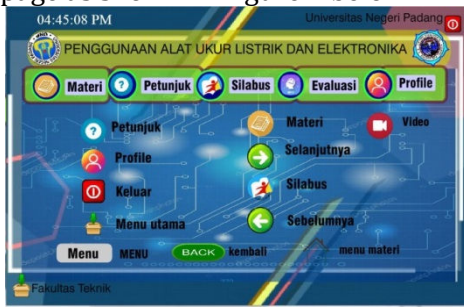 04:45:08 PM
Universitas Negeri Padang
PENGGUNAAN ALAT UKUR LISTRIK DAN ELEKTRONIKA
Materi Petunjuk Silabus Evaluasi Profile
Petunjuk Materi Video
Profile Selanjutnya
Keluar Silabus
Menu utama Sebelumnya
Menu MENU BACK kembali menu materi
Fakultas Teknik